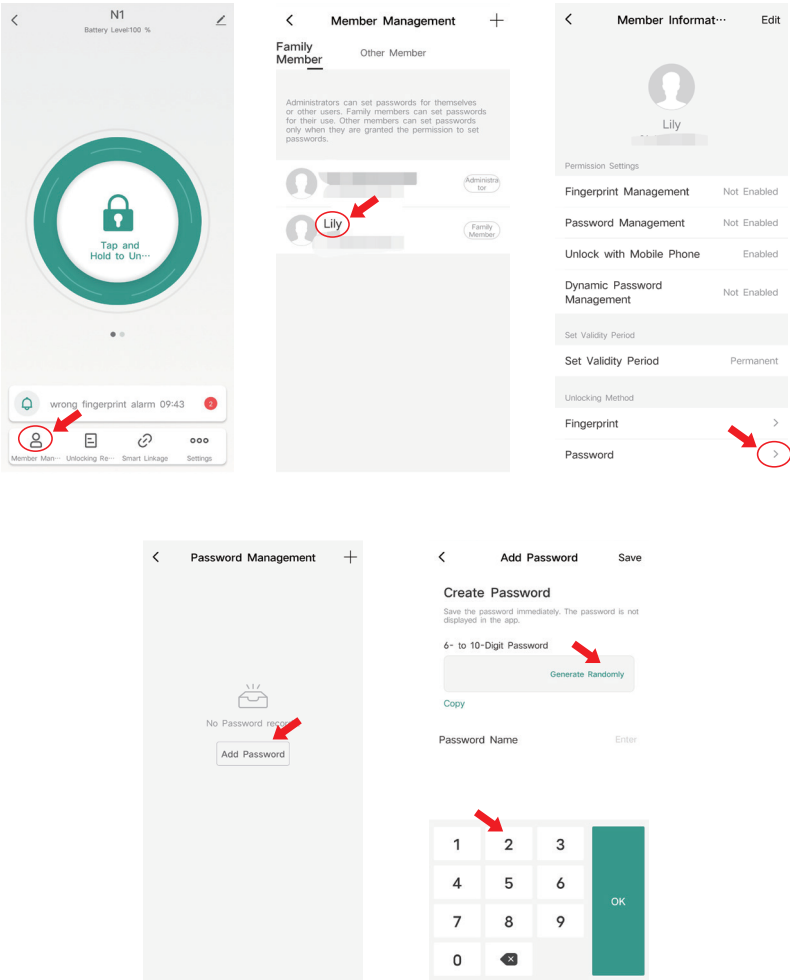 N1
Battery Level:100 %
Tap and
Hold to Un···
wrong fingerprint alarm 09:43
2
Member Man··· Unlocking Re··· Smart Linkage Settings
Member Management
Family
Member
Other Member
Administrators can set passwords for themselves
or other users. Family members can set passwords
for their use. Other members can set passwords
only when they are granted the permission to set
passwords.
Administra
tor
Lily
Family
Member
Member Informat··· Edit
Lily
Permission Settings
Fingerprint Management Not Enabled
Password Management Not Enabled
Unlock with Mobile Phone Enabled
Dynamic Password
Management
Not Enabled
Set Validity Period
Set Validity Period Permanent
Unlocking Method
Fingerprint
Password
Password Management
No Password record
Add Password
Add Password Save
Create Password
Save the password immediately. The password is not
displayed in the app.
6- to 10-Digit Password
Generate Randomly
Copy
Password Name Enter
1 2 3
4 5 6
OK
7 8 9
0